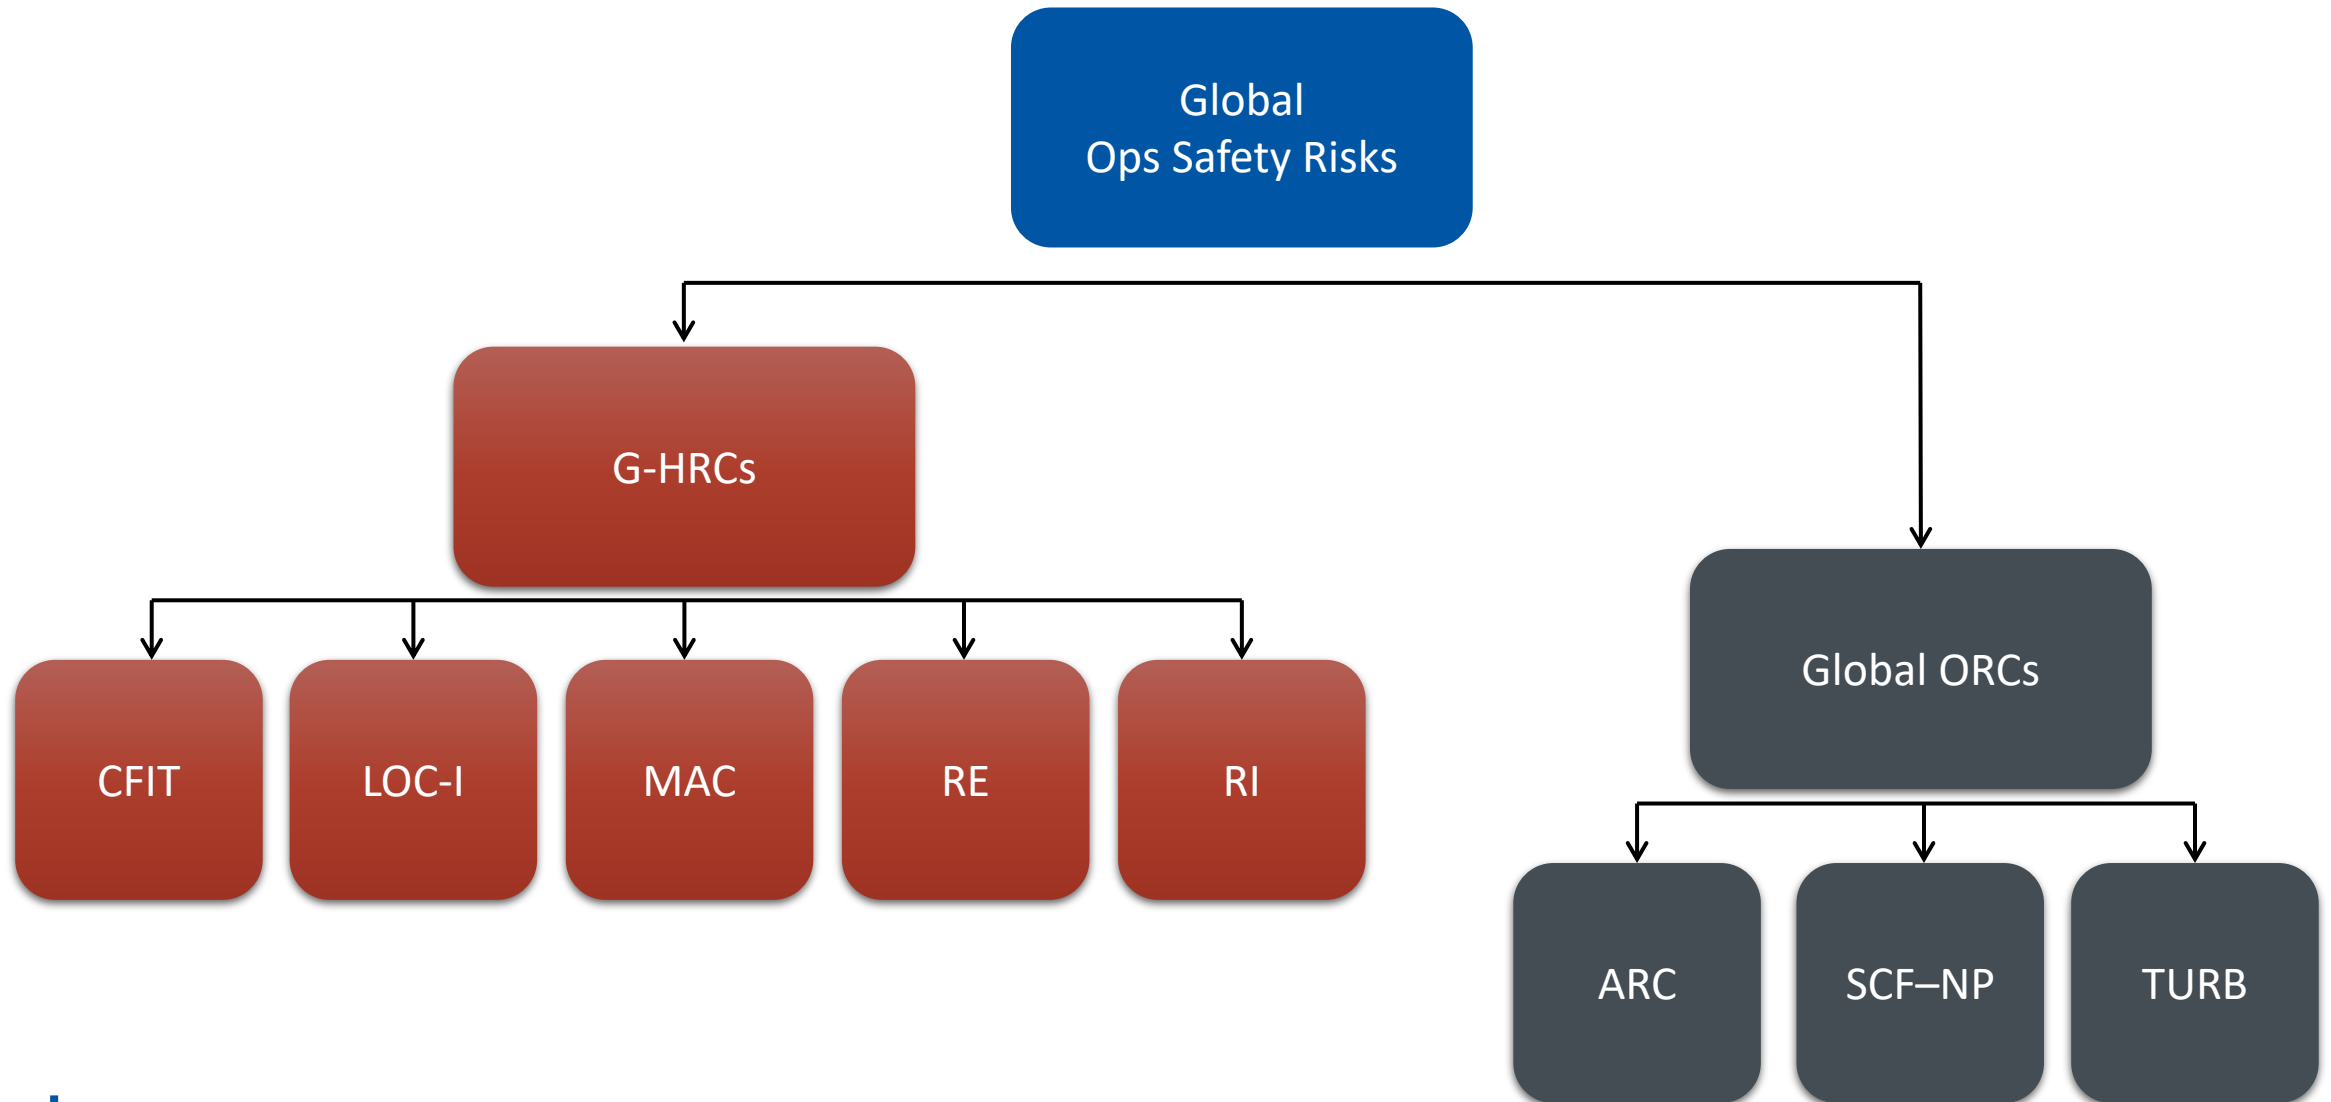 Global
Ops Safety Risks
G-HRCs
Global ORCs
CFIT
LOC-I
MAC
RE
RI
ARC
SCF–NP
TURB